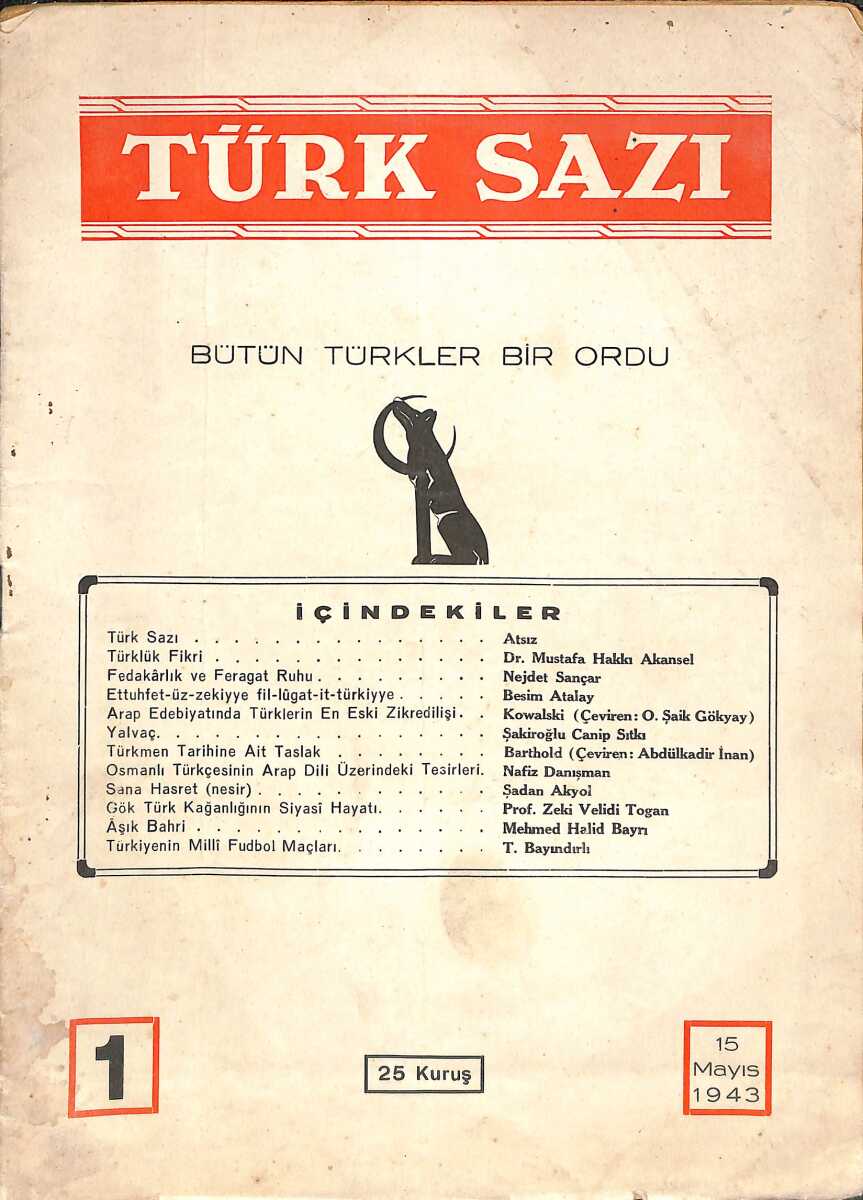 TÜRK SAZI
BÜTÜN TÜRKLER BİR ORDU
İÇİNDEKİLER
Türk Sazı . . . . . . . . . . . . . . . Atsız
Türklük Fikri . . . . . . . . . . . . . . Dr. Mustafa Hakkı Akansel
Fedakârlık ve Feragat Ruhu . . . . . . . . . Nejdet Sançar
Ettuhfet-üz-zekiyye fil-lûgat-it-türkiyye . . . . . Besim Atalay
Arap Edebiyatında Türklerin En Eski Zikredilişi . . Kowalski (Çeviren: O. Şaik Gökyay)
Yalvaç. . . . . . . . . . . . . . . . . Şakiroğlu Canip Sıtkı
Türkmen Tarihine Ait Taslak . . . . . . . . Barthold (Çeviren: Abdülkadir İnan)
Osmanlı Türkçesinin Arap Dili Üzerindeki Tesirleri. Nafiz Danışman
Sana Hasret (nesir) . . . . . . . . . . . . Şadan Akyol
Gök Türk Kağanlığının Siyasî Hayatı. . . . . . Prof. Zeki Velidi Togan
Âşık Bahri . . . . . . . . . . . . . . . Mehmed Halid Bayrı
Türkiyenin Millî Fudbol Maçları. . . . . . . . T. Bayındırlı
1
25 Kuruş
15
Mayıs
1943